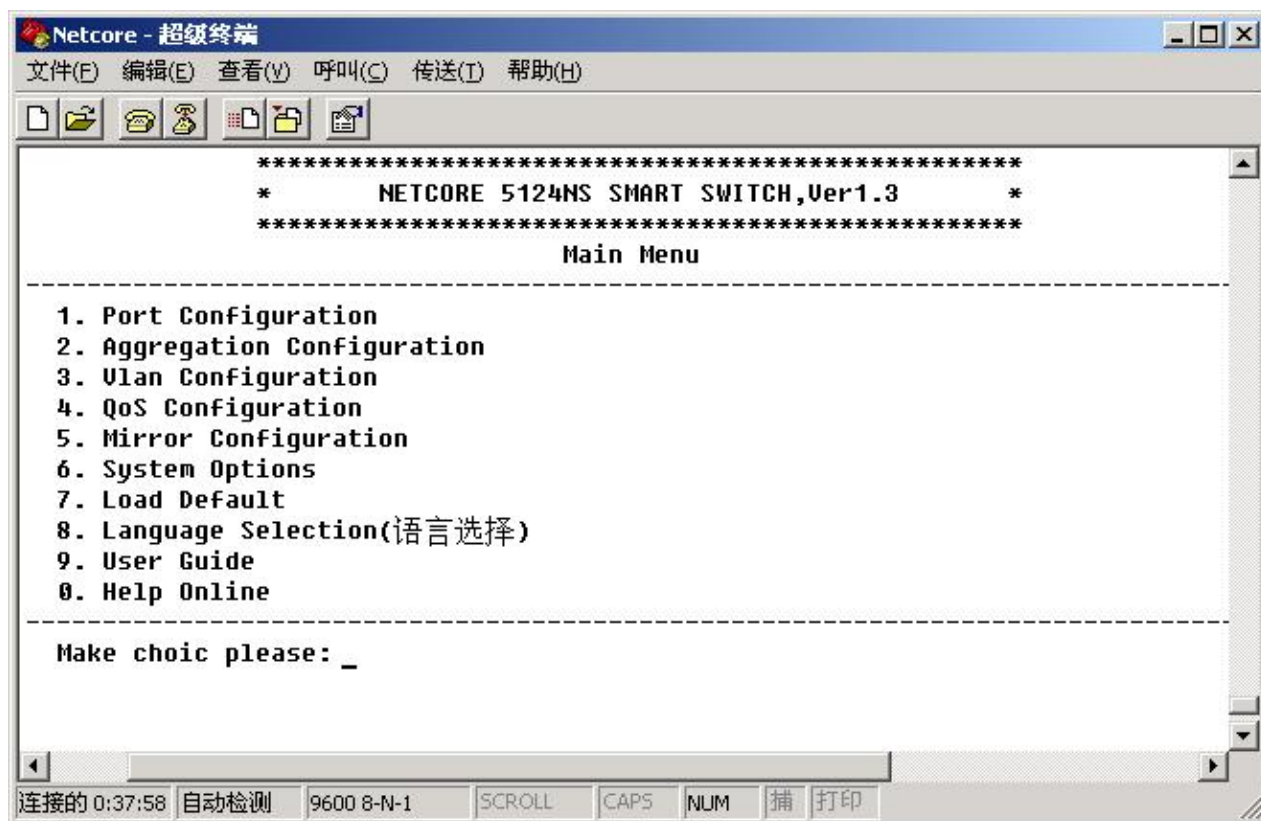 Netcore - 超级终端
文件(F) 编辑(E) 查看(V) 呼叫(C) 传送(T) 帮助(H)
**************************************************
* NETCORE 5124NS SMART SWITCH,Ver1.3 *
**************************************************
Main Menu
--------------------------------------------------------------------------------
1. Port Configuration
2. Aggregation Configuration
3. Vlan Configuration
4. QoS Configuration
5. Mirror Configuration
6. System Options
7. Load Default
8. Language Selection(语言选择)
9. User Guide
0. Help Online
--------------------------------------------------------------------------------
Make choic please: _
连接的 0:37:58 自动检测 9600 8-N-1 SCROLL CAPS NUM 捕 打印